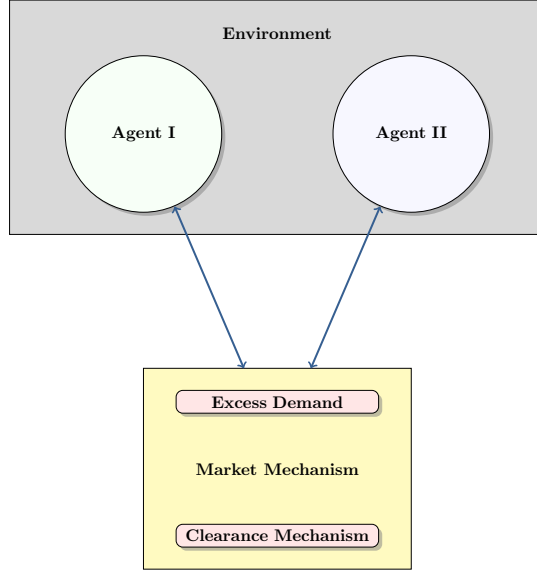 Environment
Agent I
Agent II
Excess Demand
Market Mechanism
Clearance Mechanism